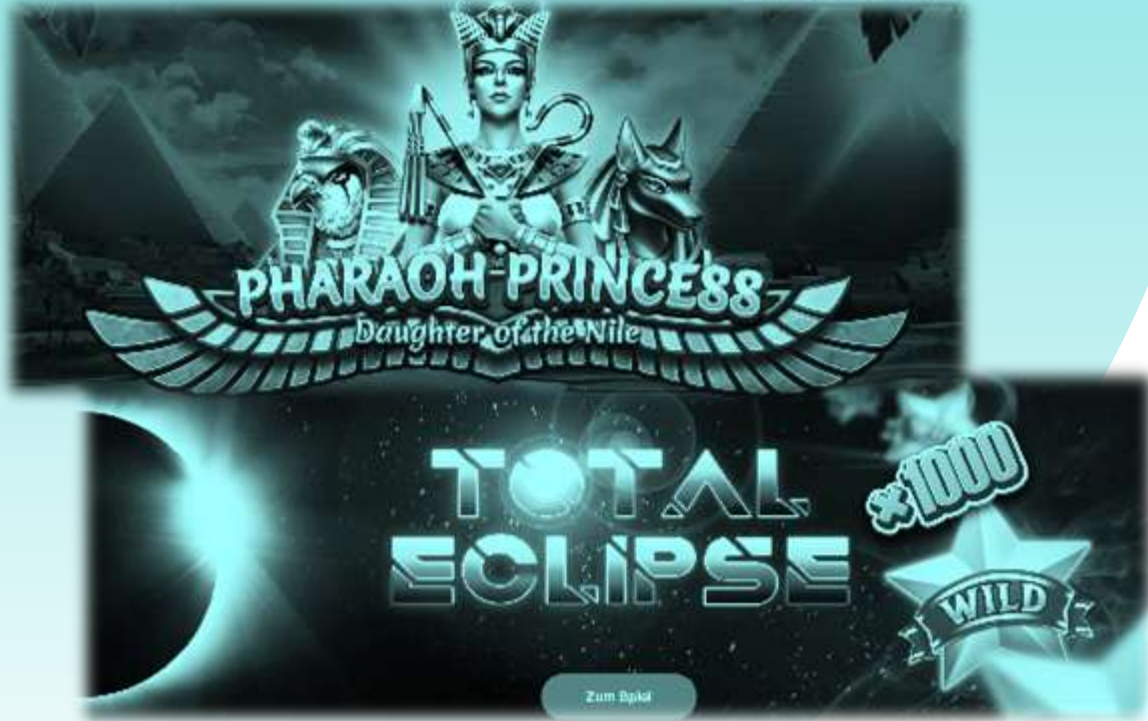 PHARAOH PRINCESS
Daughter of the Nile
TOTAL
ECLIPSE
x1000
WILD
Zum Spiel